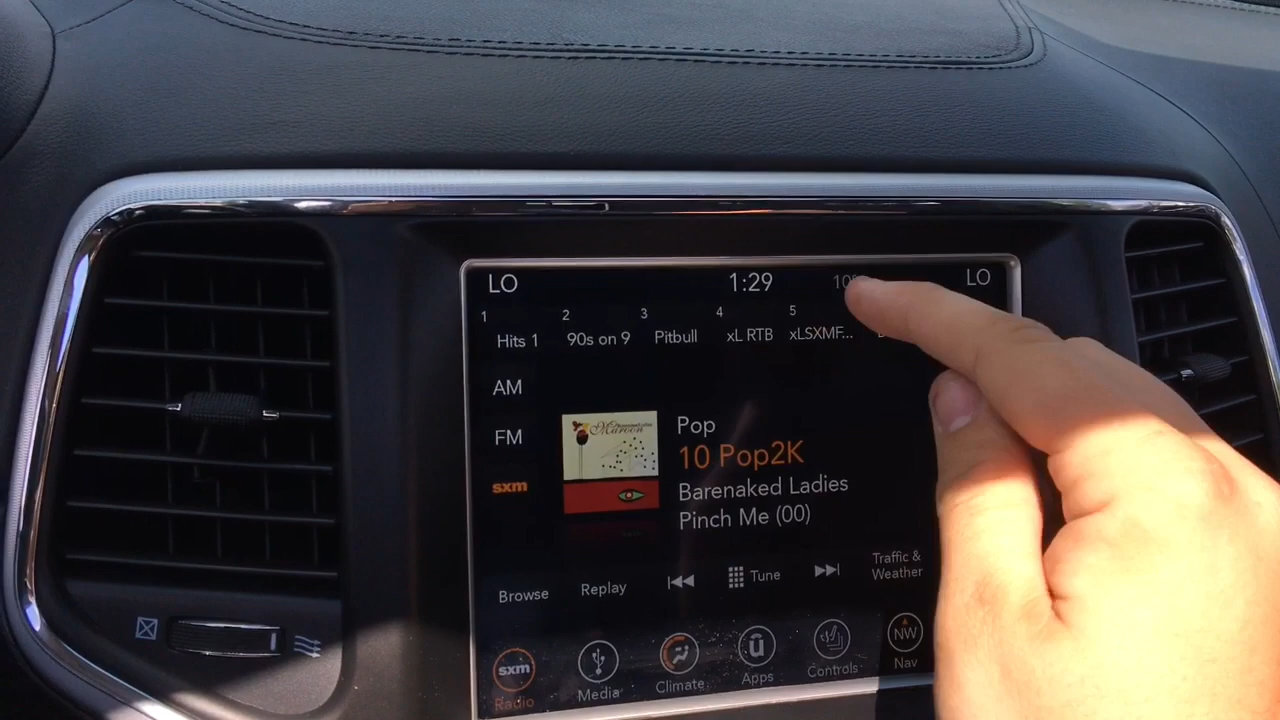 LO 1:29 LO
1 2 3 4 5
Hits 1 90s on 9 Pitbull xL RTB xLSXMF...
AM
FM
sxm
Maroon
Pop
10 Pop2K
Barenaked Ladies
Pinch Me (00)
Browse Replay Tune Traffic &
Weather
sxm NW
Radio Media Climate Apps Controls Nav